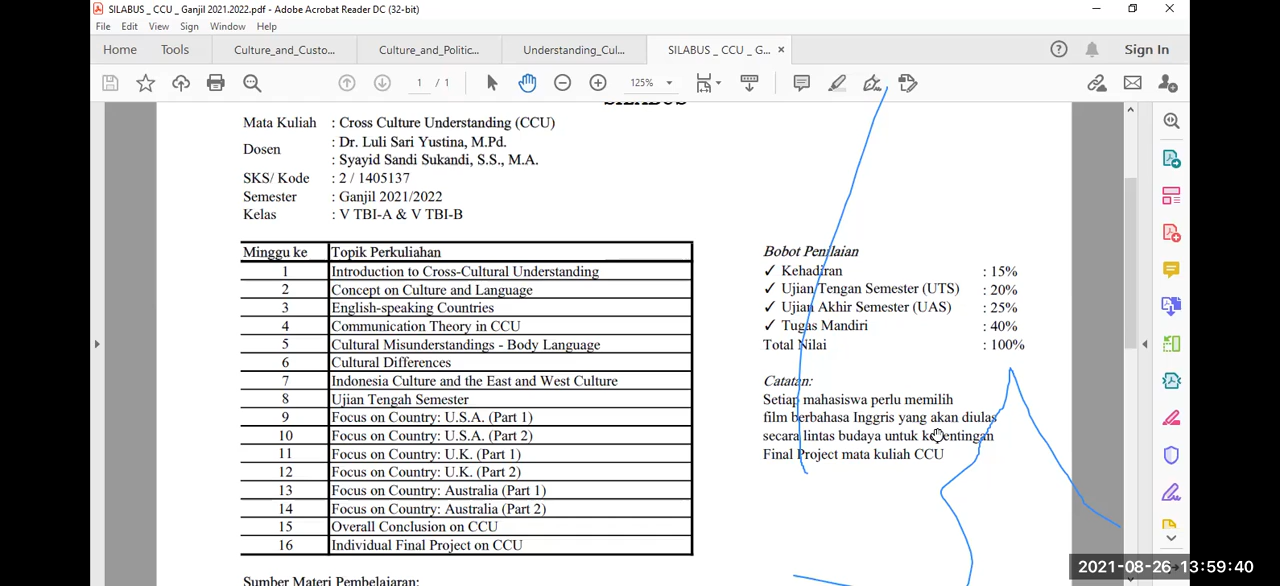 SILABUS _ CCU _ Ganjil 2021.2022.pdf - Adobe Acrobat Reader DC (32-bit)
File Edit View Sign Window Help
Home Tools Culture_and_Custo... Culture_and_Politic... Understanding_Cul... SILABUS _ CCU _ G... × Sign In
1 / 1 125%
SILABUS
Mata Kuliah : Cross Culture Understanding (CCU)
Dosen : Dr. Luli Sari Yustina, M.Pd.
: Syayid Sandi Sukandi, S.S., M.A.
SKS/ Kode : 2 / 1405137
Semester : Ganjil 2021/2022
Kelas : V TBI-A & V TBI-B
Minggu ke Topik Perkuliahan
1 Introduction to Cross-Cultural Understanding
2 Concept on Culture and Language
3 English-speaking Countries
4 Communication Theory in CCU
5 Cultural Misunderstandings - Body Language
6 Cultural Differences
7 Indonesia Culture and the East and West Culture
8 Ujian Tengah Semester
9 Focus on Country: U.S.A. (Part 1)
10 Focus on Country: U.S.A. (Part 2)
11 Focus on Country: U.K. (Part 1)
12 Focus on Country: U.K. (Part 2)
13 Focus on Country: Australia (Part 1)
14 Focus on Country: Australia (Part 2)
15 Overall Conclusion on CCU
16 Individual Final Project on CCU
Bobot Penilaian
✓ Kehadiran : 15%
✓ Ujian Tengan Semester (UTS) : 20%
✓ Ujian Akhir Semester (UAS) : 25%
✓ Tugas Mandiri : 40%
Total Nilai : 100%
Catatan:
Setiap mahasiswa perlu memilih
film berbahasa Inggris yang akan diulas
secara lintas budaya untuk kepentingan
Final Project mata kuliah CCU
Sumber Materi Pembelajaran:
2021-08-26 13:59:40